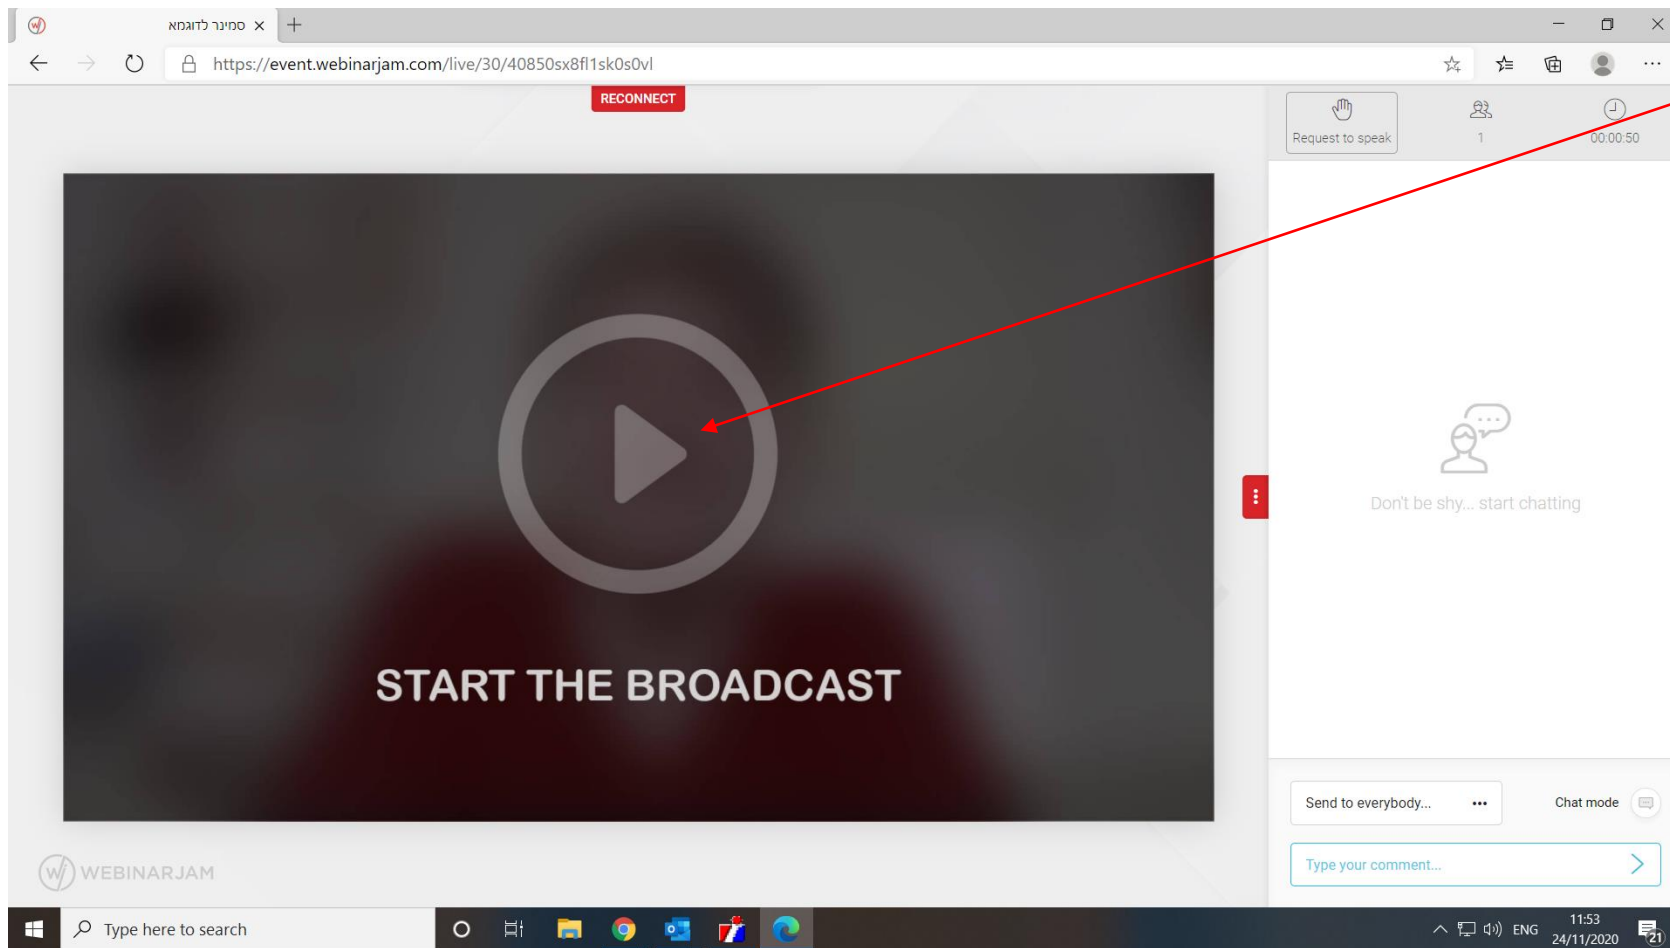 סמינר לדוגמא
https://event.webinarjam.com/live/30/40850sx8fl1sk0s0vl
RECONNECT
Request to speak
1
00:00:50
START THE BROADCAST
Don't be shy... start chatting
Send to everybody...
Chat mode
Type your comment...
WEBINARJAM
Type here to search
ENG
11:53
24/11/2020
21